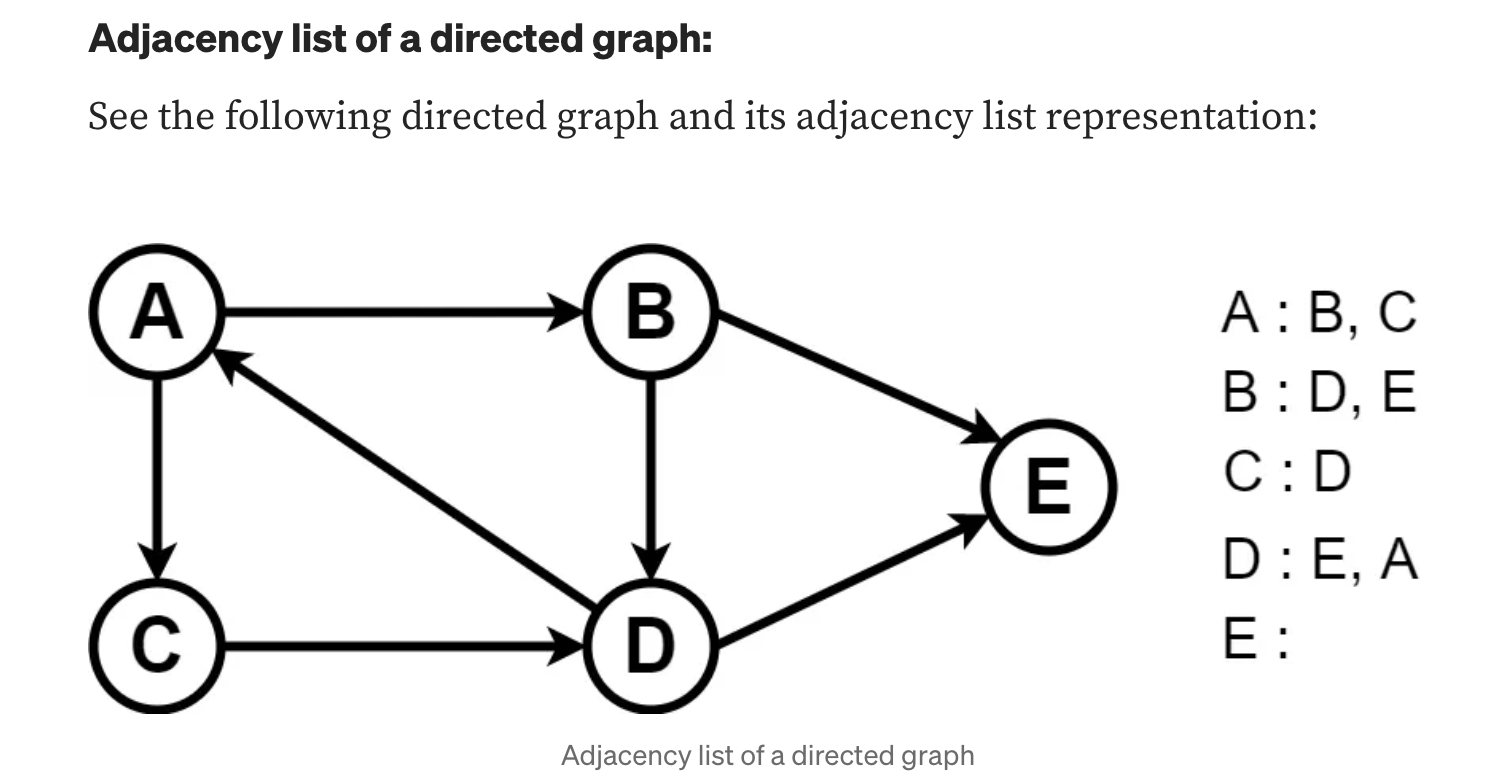 Adjacency list of a directed graph:
See the following directed graph and its adjacency list representation:
A
B
E
C
D
A : B, C
B : D, E
C : D
D : E, A
E :
Adjacency list of a directed graph